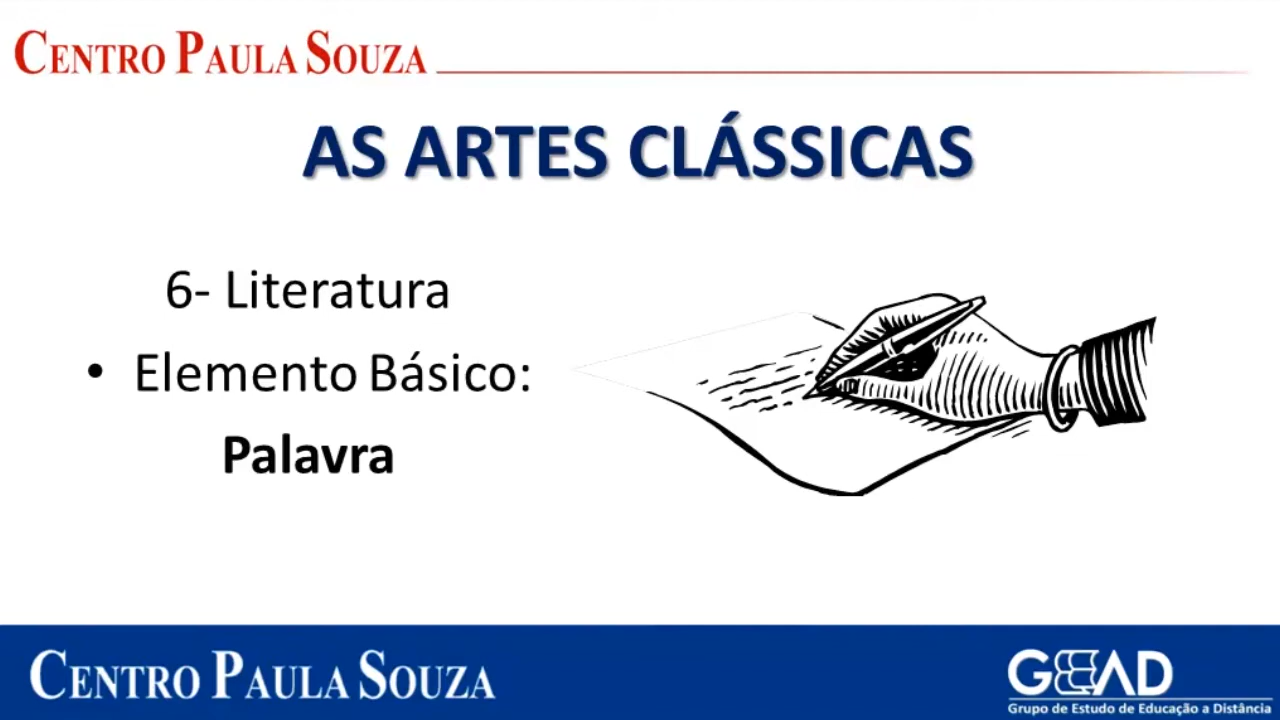 CENTRO PAULA SOUZA
AS ARTES CLÁSSICAS
6- Literatura
• Elemento Básico:
Palavra
CENTRO PAULA SOUZA
GEEAD
Grupo de Estudo de Educação a Distância